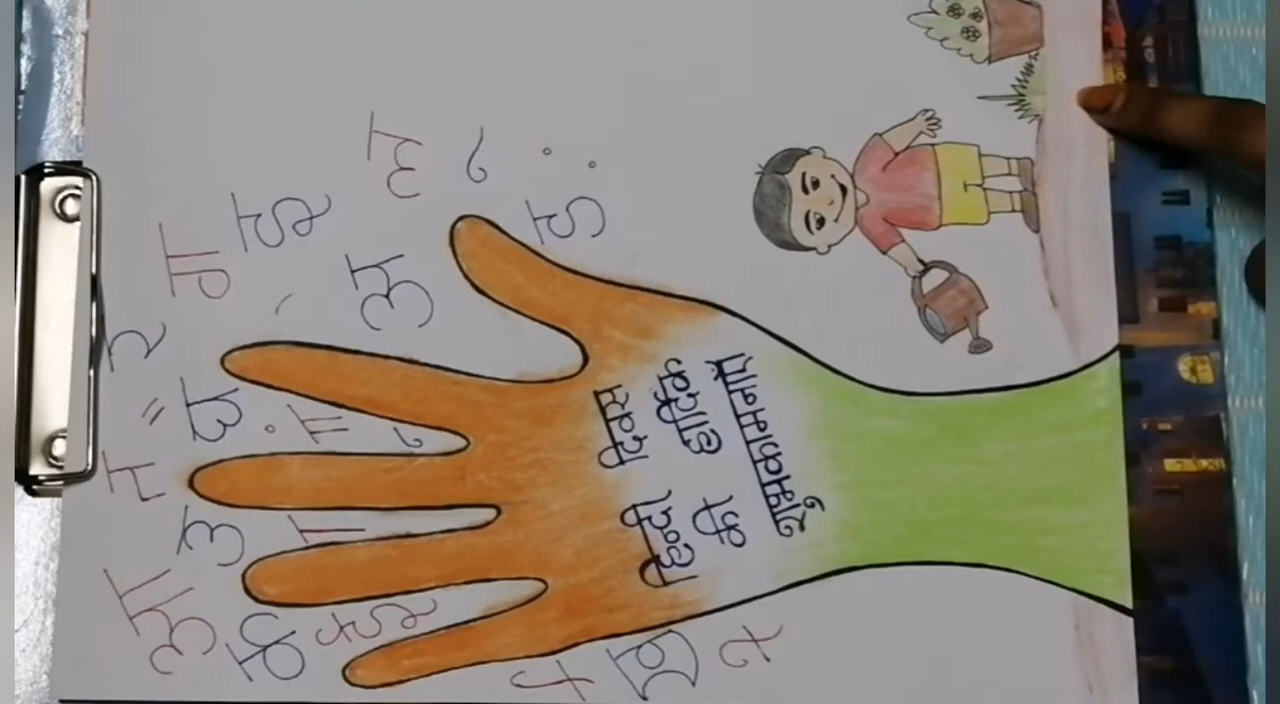 आ न र
क उ घ इ
ई अ म
हिन्दी दिवस
की हार्दिक
शुभकामनाएँ
ख